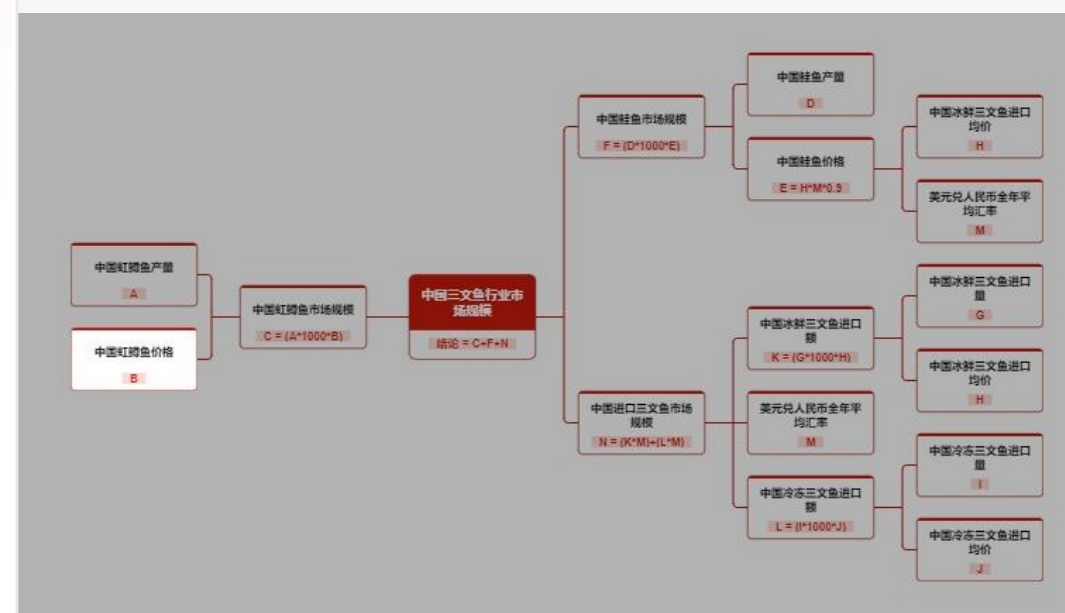 中国虹鳟鱼产量
A
中国虹鳟鱼价格
B
中国虹鳟鱼市场规模
C = (A*1000*B)
中国三文鱼行业市
场规模
结论 = C+F+N
中国鲑鱼市场规模
F = (D*1000*E)
中国鲑鱼产量
D
中国鲑鱼价格
E = H*M*0.9
中国冰鲜三文鱼进口
均价
H
美元兑人民币全年平
均汇率
M
中国进口三文鱼市场
规模
N = (K*M)+(L*M)
中国冰鲜三文鱼进口
额
K = (G*1000*H)
中国冰鲜三文鱼进口
量
G
中国冰鲜三文鱼进口
均价
H
美元兑人民币全年平
均汇率
M
中国冷冻三文鱼进口
额
L = (I*1000*J)
中国冷冻三文鱼进口
量
I
中国冷冻三文鱼进口
均价
J